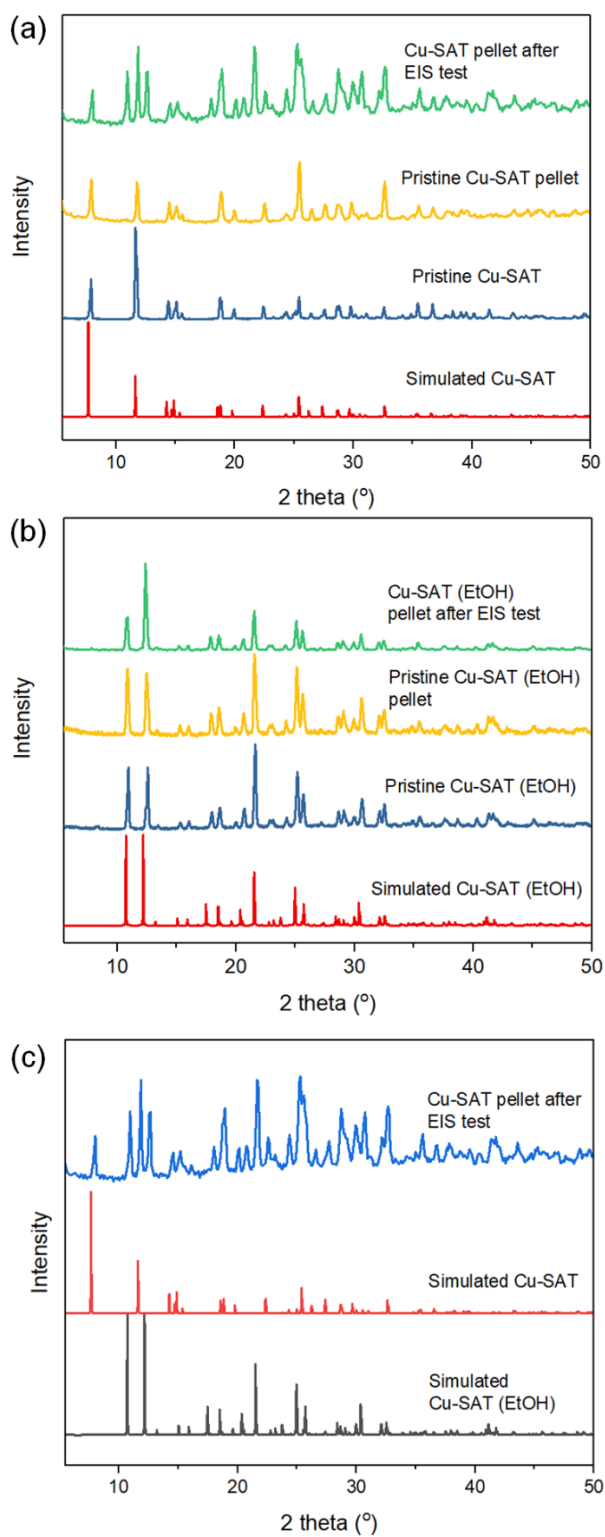 (a)
Cu-SAT pellet after
EIS test
Pristine Cu-SAT pellet
Pristine Cu-SAT
Simulated Cu-SAT
Intensity
10 20 30 40 50
2 theta (°)
(b)
Cu-SAT (EtOH)
pellet after EIS test
Pristine Cu-SAT (EtOH)
pellet
Pristine Cu-SAT (EtOH)
Simulated Cu-SAT (EtOH)
Intensity
10 20 30 40 50
2 theta (°)
(c)
Cu-SAT pellet after
EIS test
Simulated Cu-SAT
Simulated
Cu-SAT (EtOH)
Intensity
10 20 30 40 50
2 theta (°)